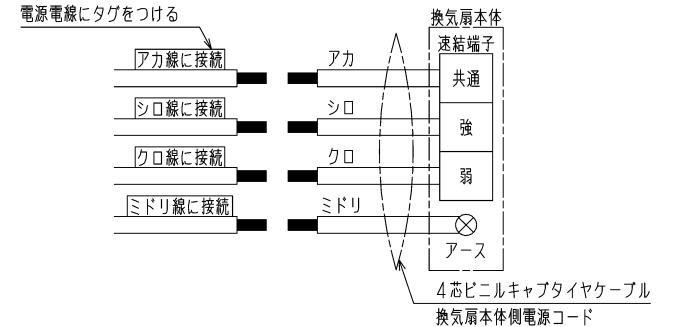 電源電線にタグをつける
換気扇本体
速結端子
アカ線に接続
アカ
共通
シロ線に接続
シロ
強
クロ線に接続
クロ
弱
ミドリ線に接続
ミドリ
アース
4芯ビニルキャブタイヤケーブル
換気扇本体側電源コード